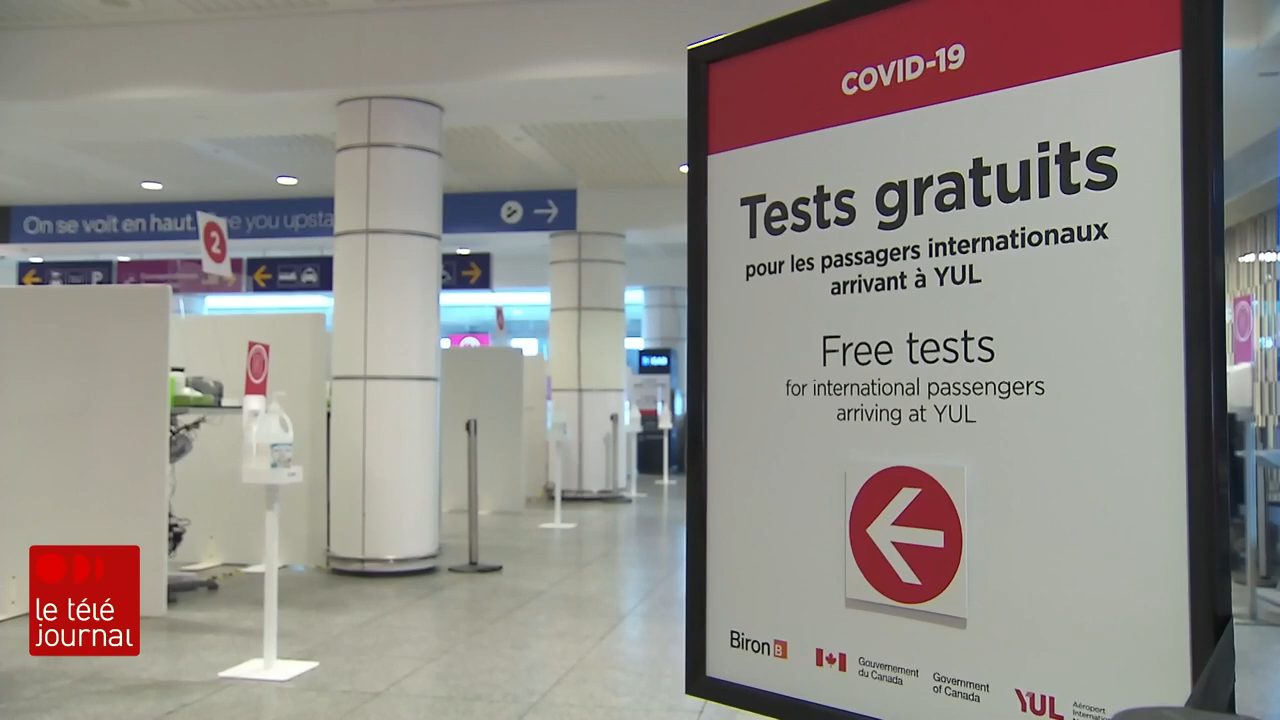 COVID-19
Tests gratuits
pour les passagers internationaux
arrivant à YUL
Free tests
for international passengers
arriving at YUL
Biron B
Gouvernement
du Canada
Government
of Canada
YUL
Aéroport
On se voit en haut.
you upsta
2
P
le télé
journal